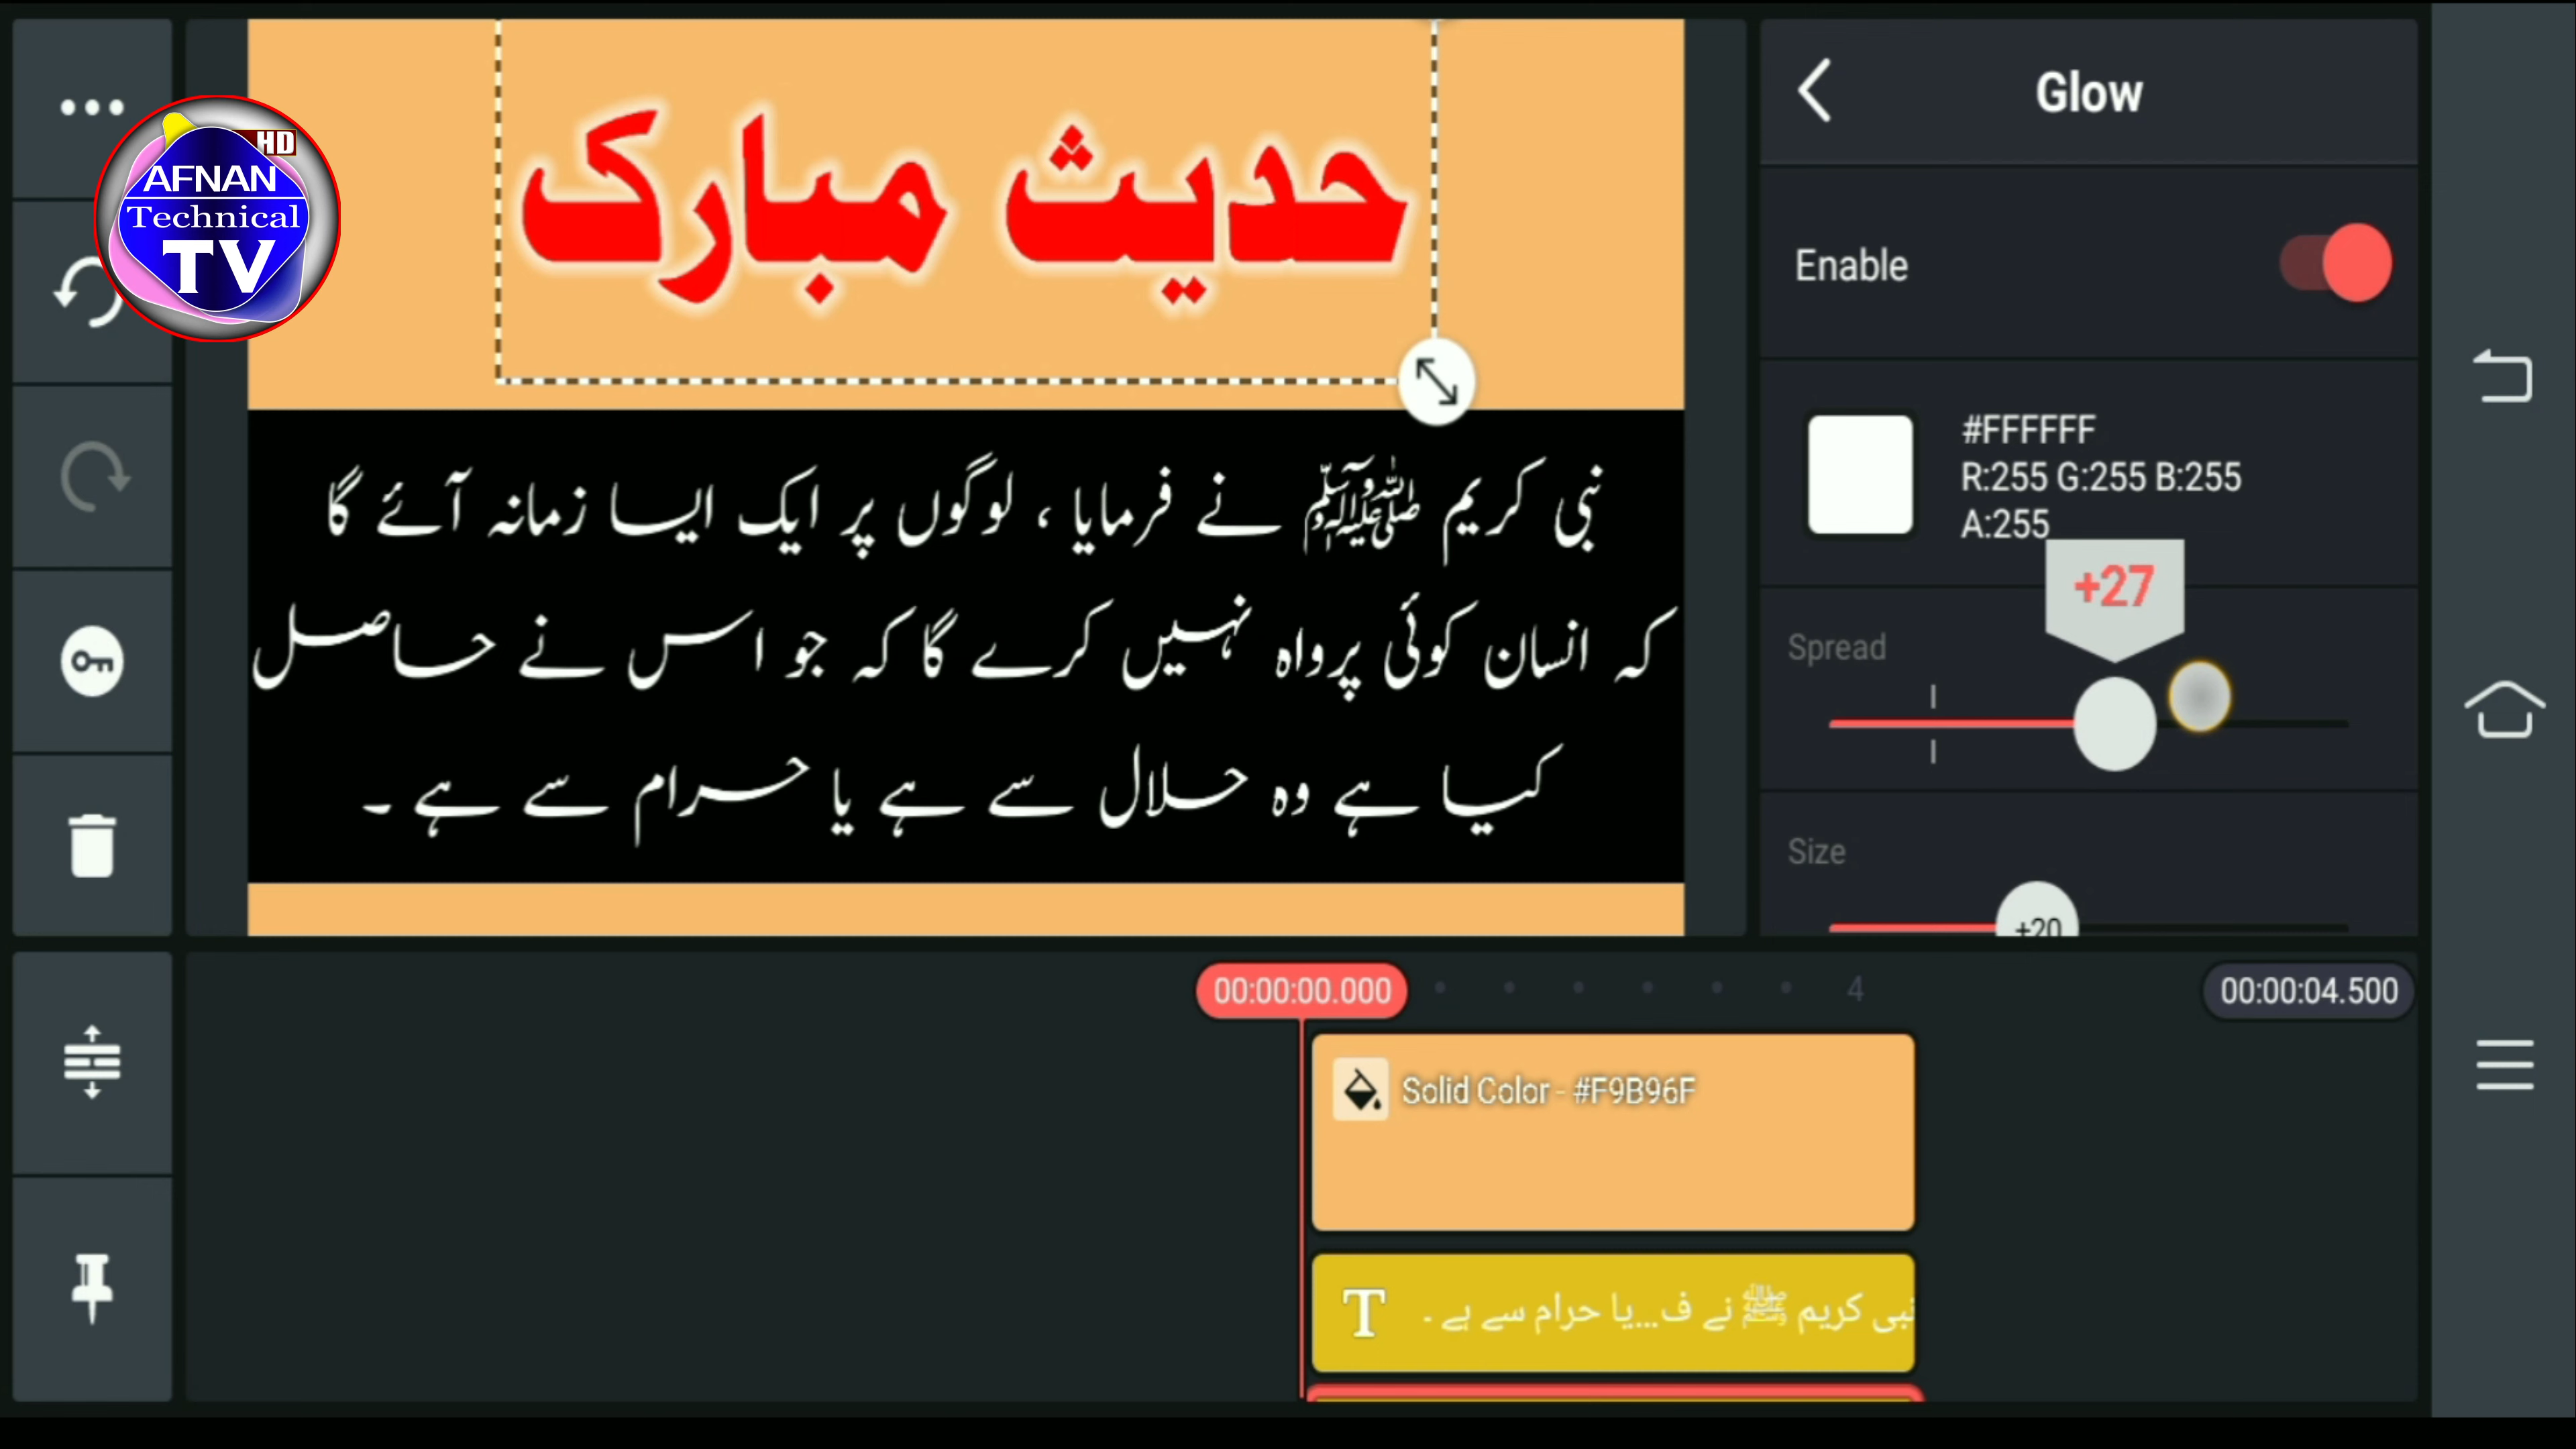 HD
AFNAN
Technical
TV
حدیث مبارک
نبی کریم ﷺ نے فرمایا ، لوگوں پر ایک ایسا زمانہ آئے گا
کہ انسان کوئی پرواہ نہیں کرے گا کہ جو اس نے حاصل
کیا ہے وہ حلال سے ہے یا حرام سے ہے ۔
Glow
Enable
#FFFFFF
R:255 G:255 B:255
A:255
+27
Spread
Size
+20
00:00:00.000
4
00:00:04.500
Solid Color - #F9B96F
T
نبی کریم ﷺ نے ف...یا حرام سے ہے ۔